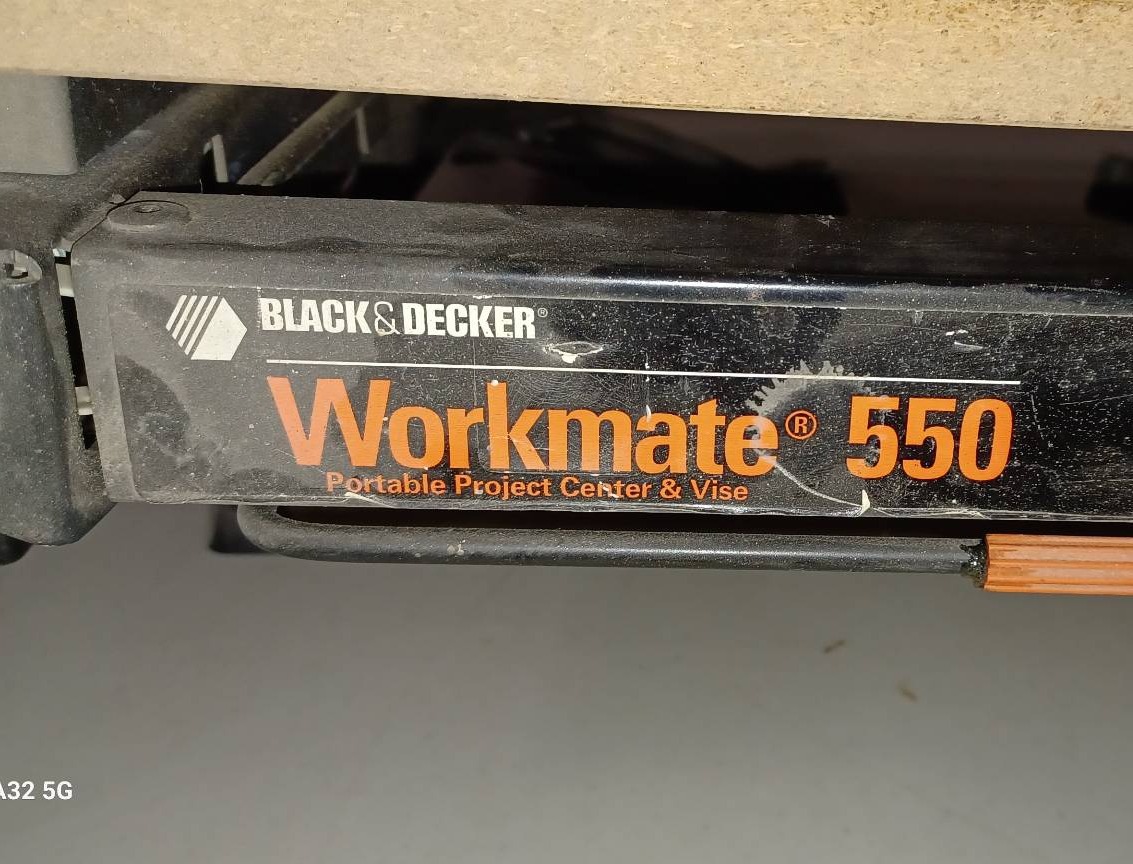 BLACK&DECKER®
Workmate® 550
Portable Project Center & Vise
A32 5G